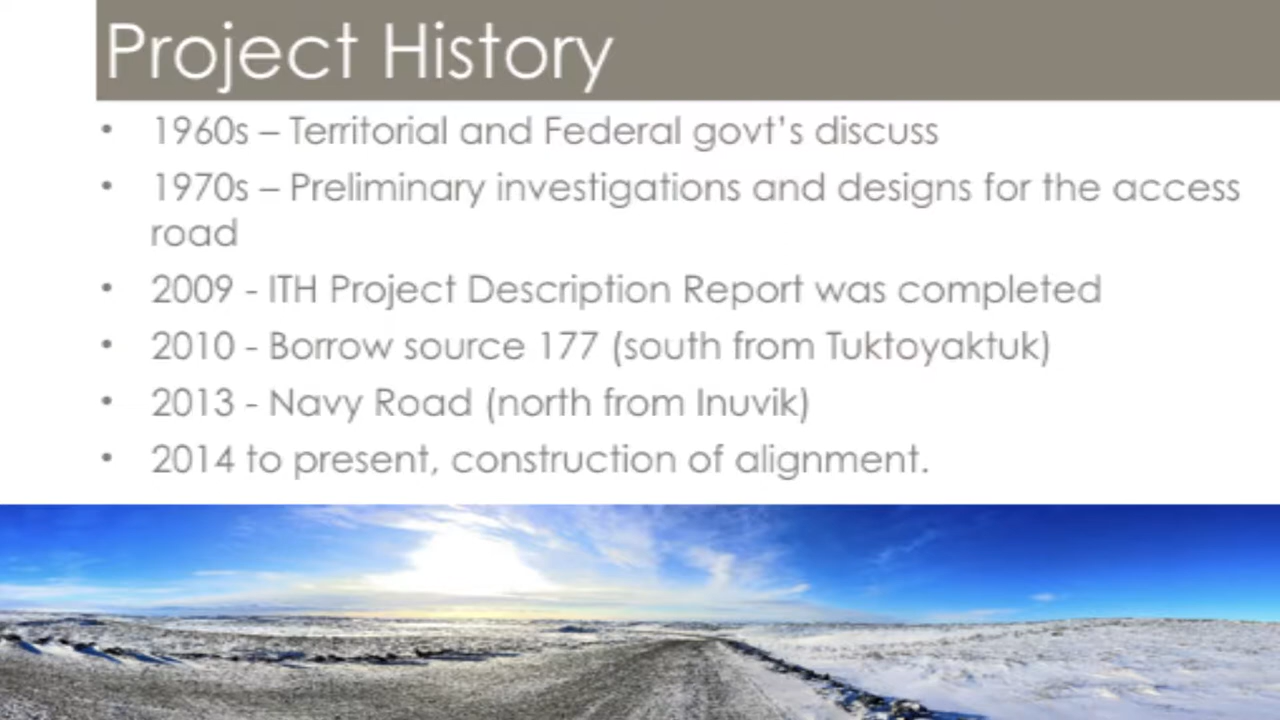 Project History
• 1960s – Territorial and Federal govt's discuss
• 1970s – Preliminary investigations and designs for the access
road
• 2009 - ITH Project Description Report was completed
• 2010 - Borrow source 177 (south from Tuktoyaktuk)
• 2013 - Navy Road (north from Inuvik)
• 2014 to present, construction of alignment.